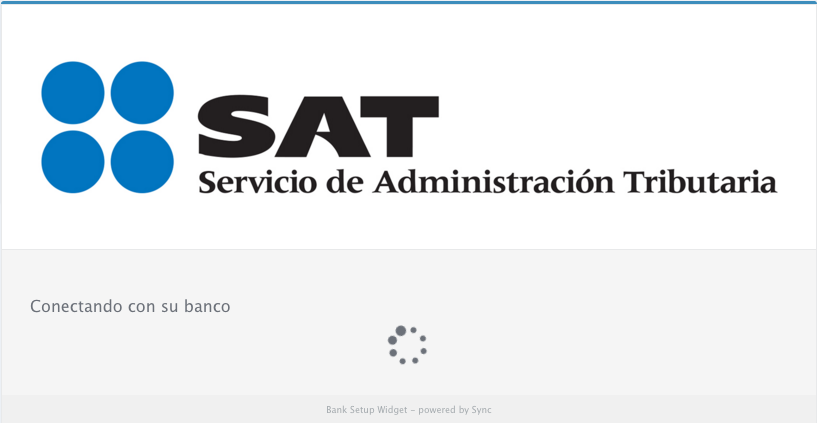 SAT
Servicio de Administración Tributaria
Conectando con su banco
Bank Setup Widget – powered by Sync